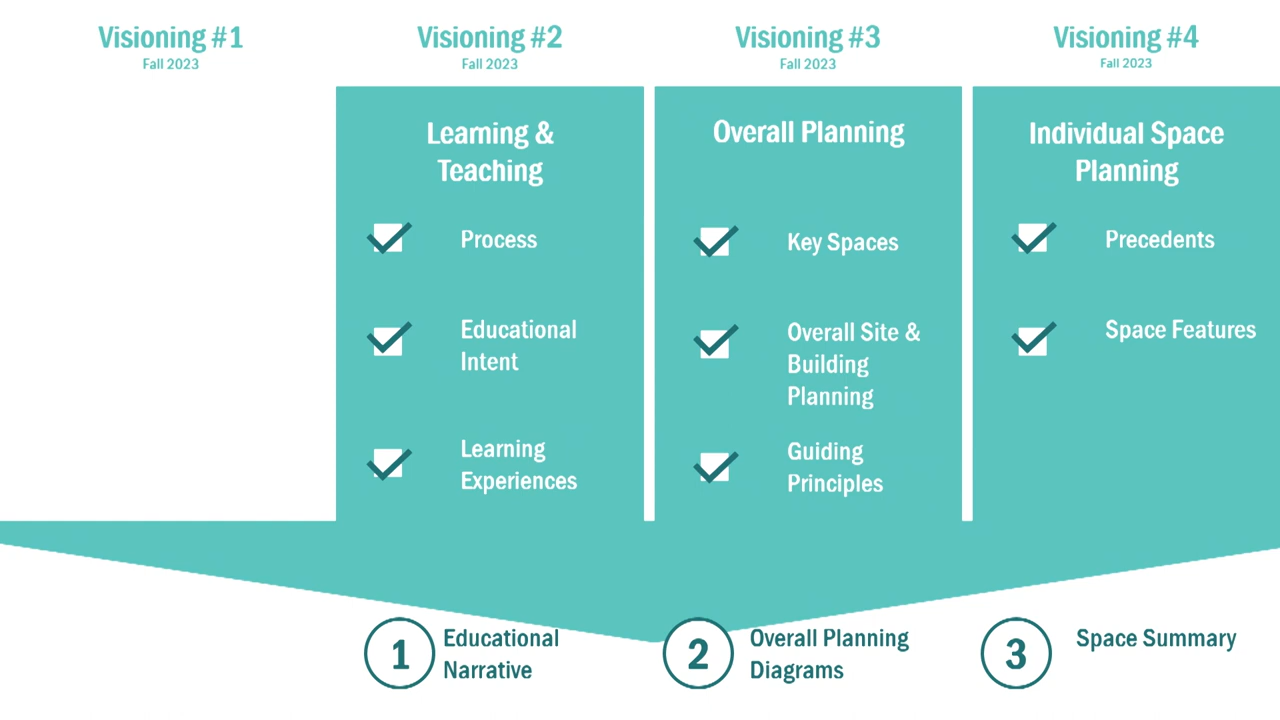 Visioning #1
Fall 2023
Visioning #2
Fall 2023
Visioning #3
Fall 2023
Visioning #4
Fall 2023
Learning &
Teaching
Process
Educational
Intent
Learning
Experiences
Overall Planning
Key Spaces
Overall Site &
Building
Planning
Guiding
Principles
Individual Space
Planning
Precedents
Space Features
1
Educational
Narrative
2
Overall Planning
Diagrams
3
Space Summary